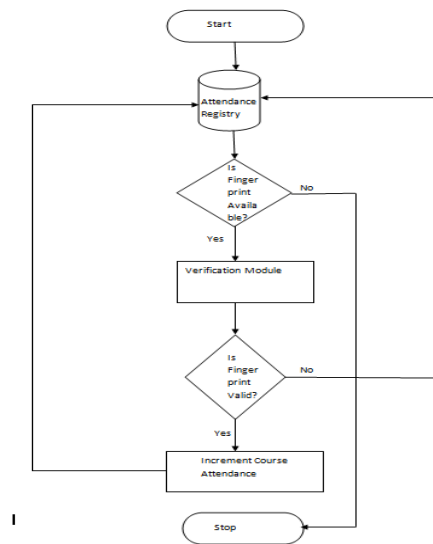 Start
Attendance
Registry
Is
Finger
print
Availa
ble?
No
Yes
Verification Module
Is
Finger
print
Valid?
No
Yes
Increment Course
Attendance
Stop
I